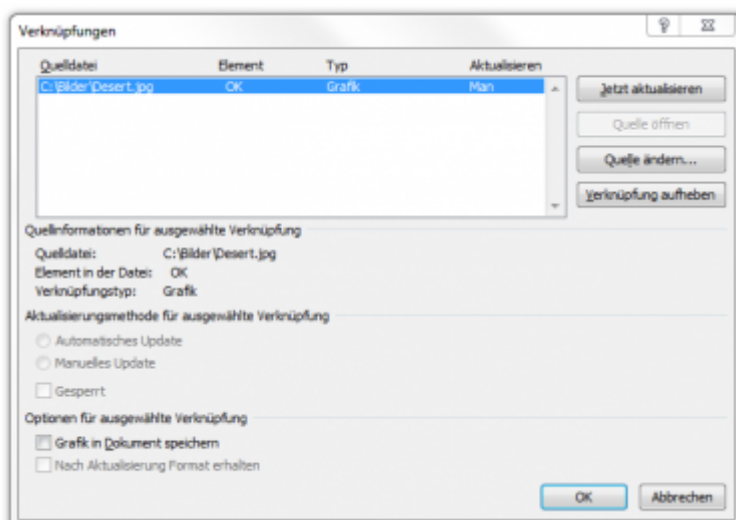 Verknüpfungen
Quelldatei Element Typ Aktualisieren
C:\Bilder\Desert.jpg OK Grafik Man
Jetzt aktualisieren
Quelle öffnen
Quelle ändern...
Verknüpfung aufheben
Quellinformationen für ausgewählte Verknüpfung
Quelldatei: C:\Bilder\Desert.jpg
Element in der Datei: OK
Verknüpfungstyp: Grafik
Aktualisierungsmethode für ausgewählte Verknüpfung
Automatisches Update
Manuelles Update
Gesperrt
Optionen für ausgewählte Verknüpfung
Grafik in Dokument speichern
Nach Aktualisierung Format erhalten
OK Abbrechen